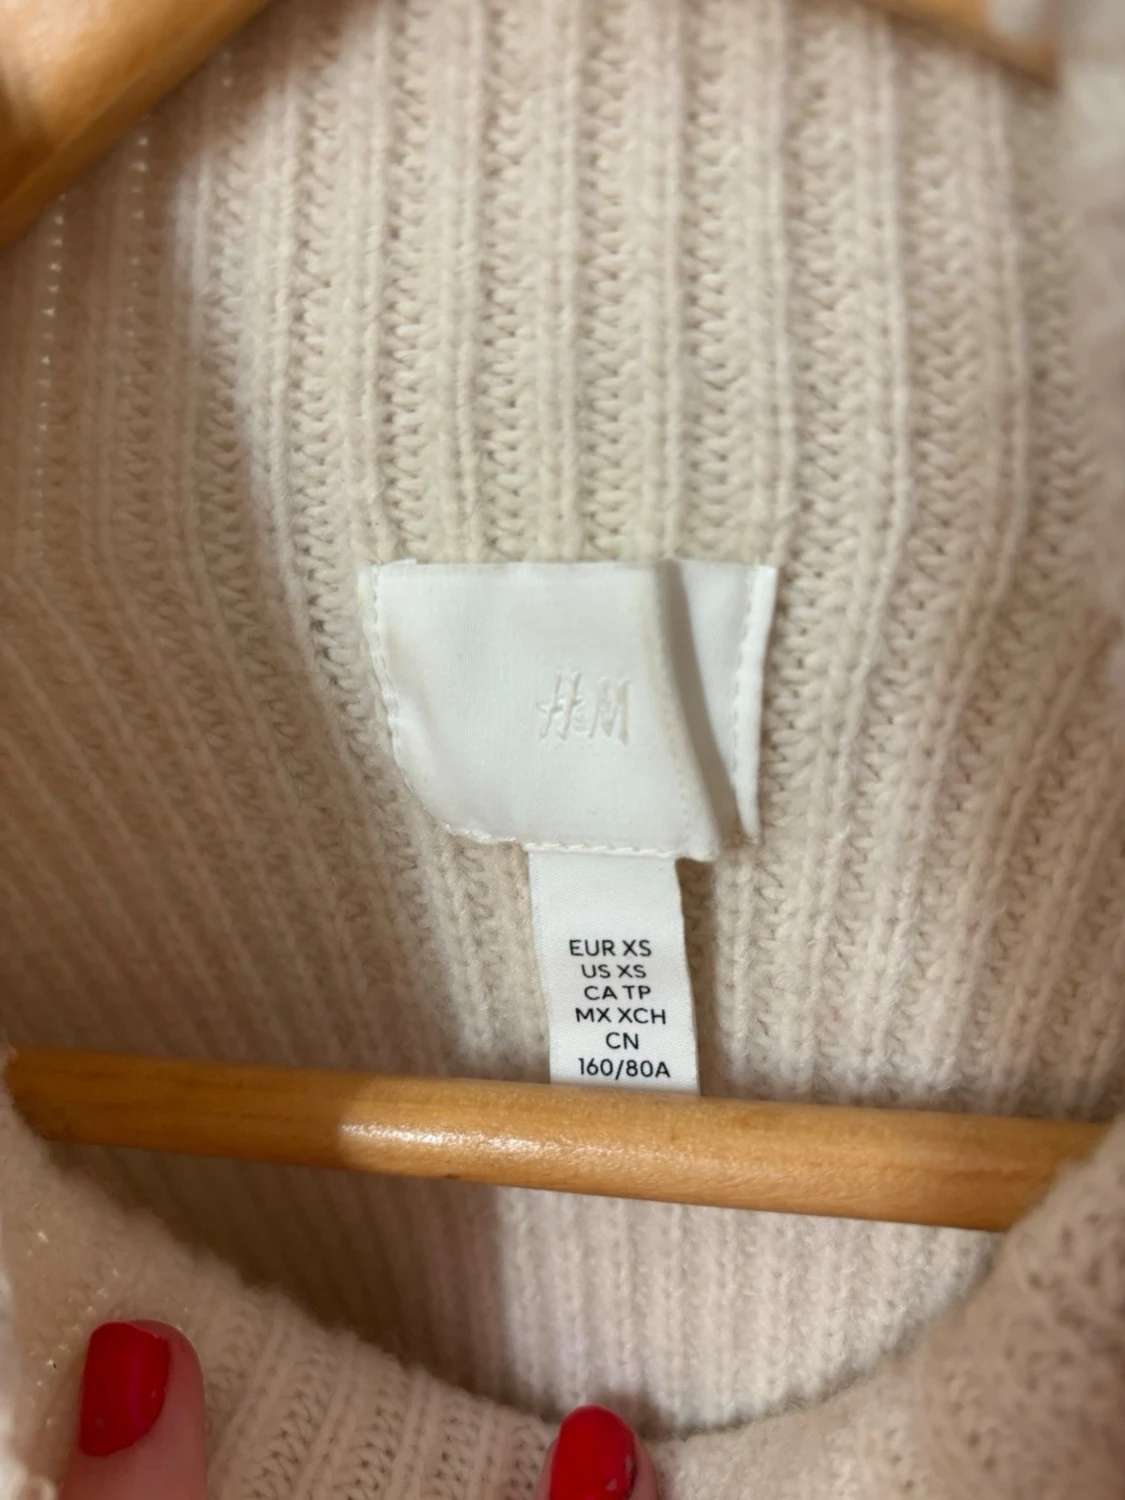 H&M
EUR XS
US XS
CA TP
MX XCH
CN
160/80A